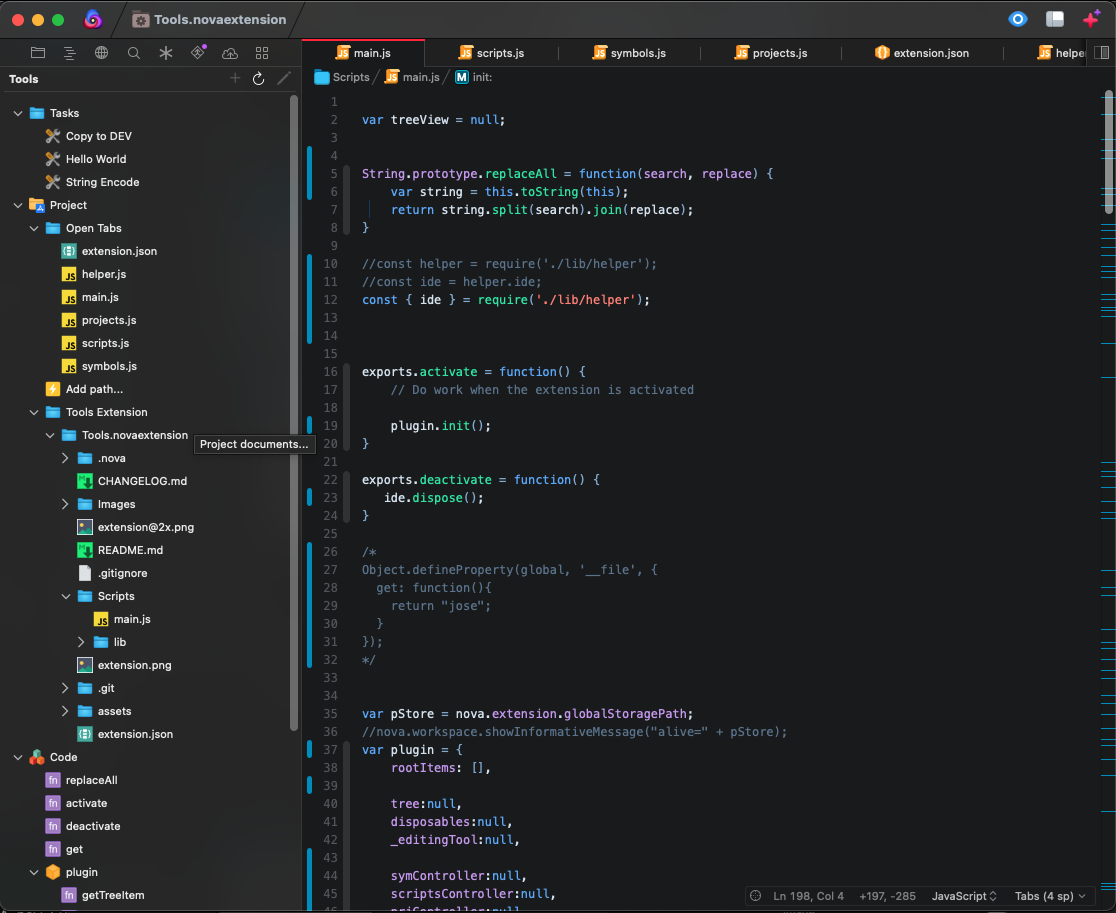 Tools.novaextension
Tools
Tasks
Copy to DEV
Hello World
String Encode
Project
Open Tabs
extension.json
helper.js
main.js
projects.js
scripts.js
symbols.js
Add path...
Tools Extension
Tools.novaextension
Project documents...
.nova
CHANGELOG.md
Images
extension@2x.png
README.md
.gitignore
Scripts
main.js
lib
extension.png
.git
assets
extension.json
Code
fn replaceAll
fn activate
fn deactivate
fn get
plugin
fn getTreeItem
JS main.js
JS scripts.js
JS symbols.js
JS projects.js
extension.json
JS helpe
Scripts / JS main.js / M init:
1
2 var treeView = null;
3
4
5 String.prototype.replaceAll = function(search, replace) {
6 var string = this.toString(this);
7 return string.split(search).join(replace);
8 }
9
10 //const helper = require('./lib/helper');
11 //const ide = helper.ide;
12 const { ide } = require('./lib/helper');
13
14
15
16 exports.activate = function() {
17 // Do work when the extension is activated
18
19 plugin.init();
20 }
21
22 exports.deactivate = function() {
23 ide.dispose();
24 }
25
26 /*
27 Object.defineProperty(global, '__file', {
28 get: function(){
29 return "jose";
30 }
31 });
32 */
33
34
35 var pStore = nova.extension.globalStoragePath;
36 //nova.workspace.showInformativeMessage("alive=" + pStore);
37 var plugin = {
38 rootItems: [],
39
40 tree:null,
41 disposables:null,
42 _editingTool:null,
43
44 symController:null,
45 scriptsController:null,
Ln 198, Col 4 +197, -285 JavaScript Tabs (4 sp)